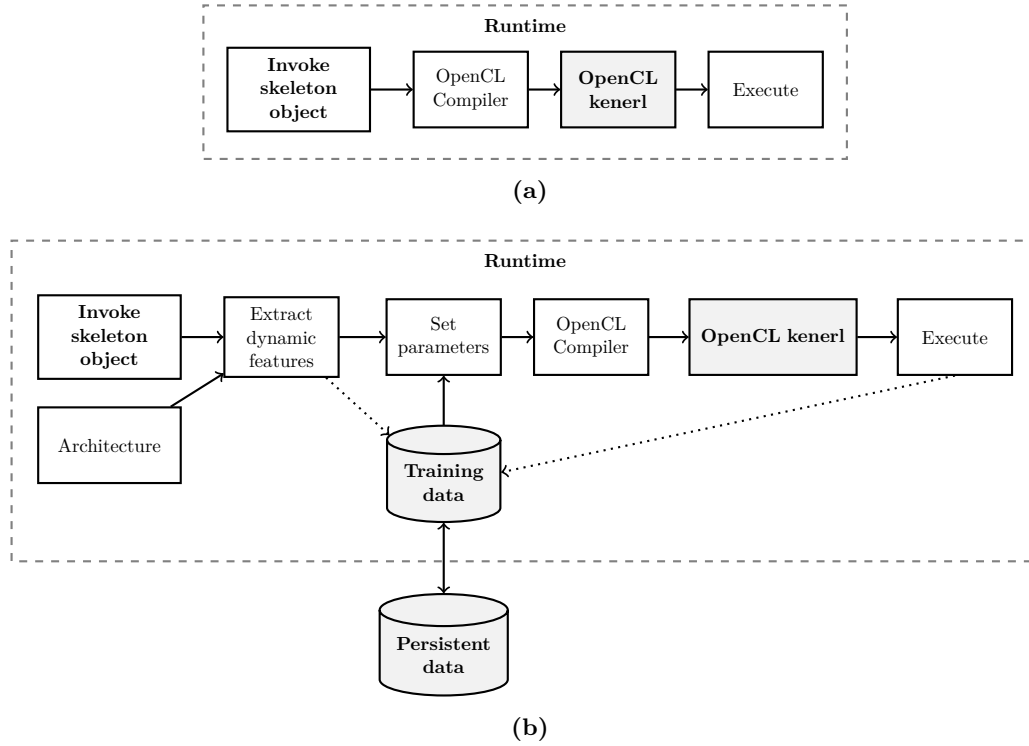 Runtime
Invoke
skeleton
object
OpenCL
Compiler
OpenCL
kenerl
Execute
(a)
Runtime
Invoke
skeleton
object
Extract
dynamic
features
Set
parameters
OpenCL
Compiler
OpenCL kenerl
Execute
Architecture
Training
data
Persistent
data
(b)